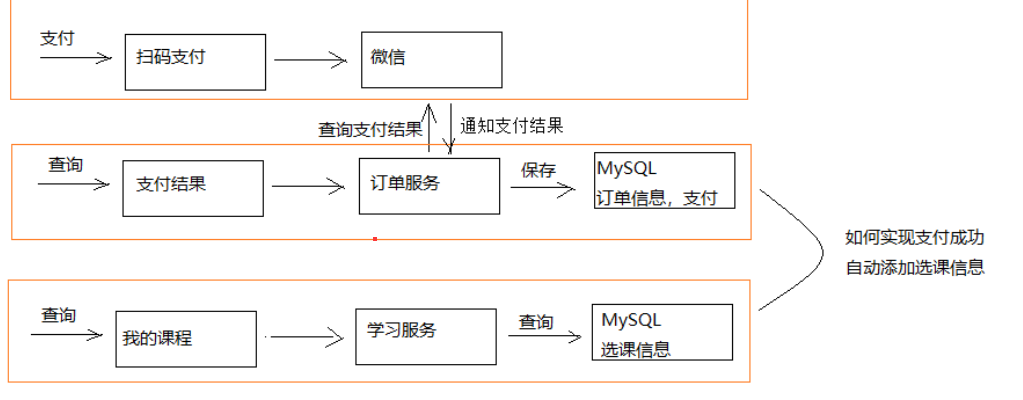 支付
扫码支付
微信
查询支付结果
通知支付结果
查询
支付结果
订单服务
保存
MySQL
订单信息，支付
如何实现支付成功
自动添加选课信息
查询
我的课程
学习服务
查询
MySQL
选课信息